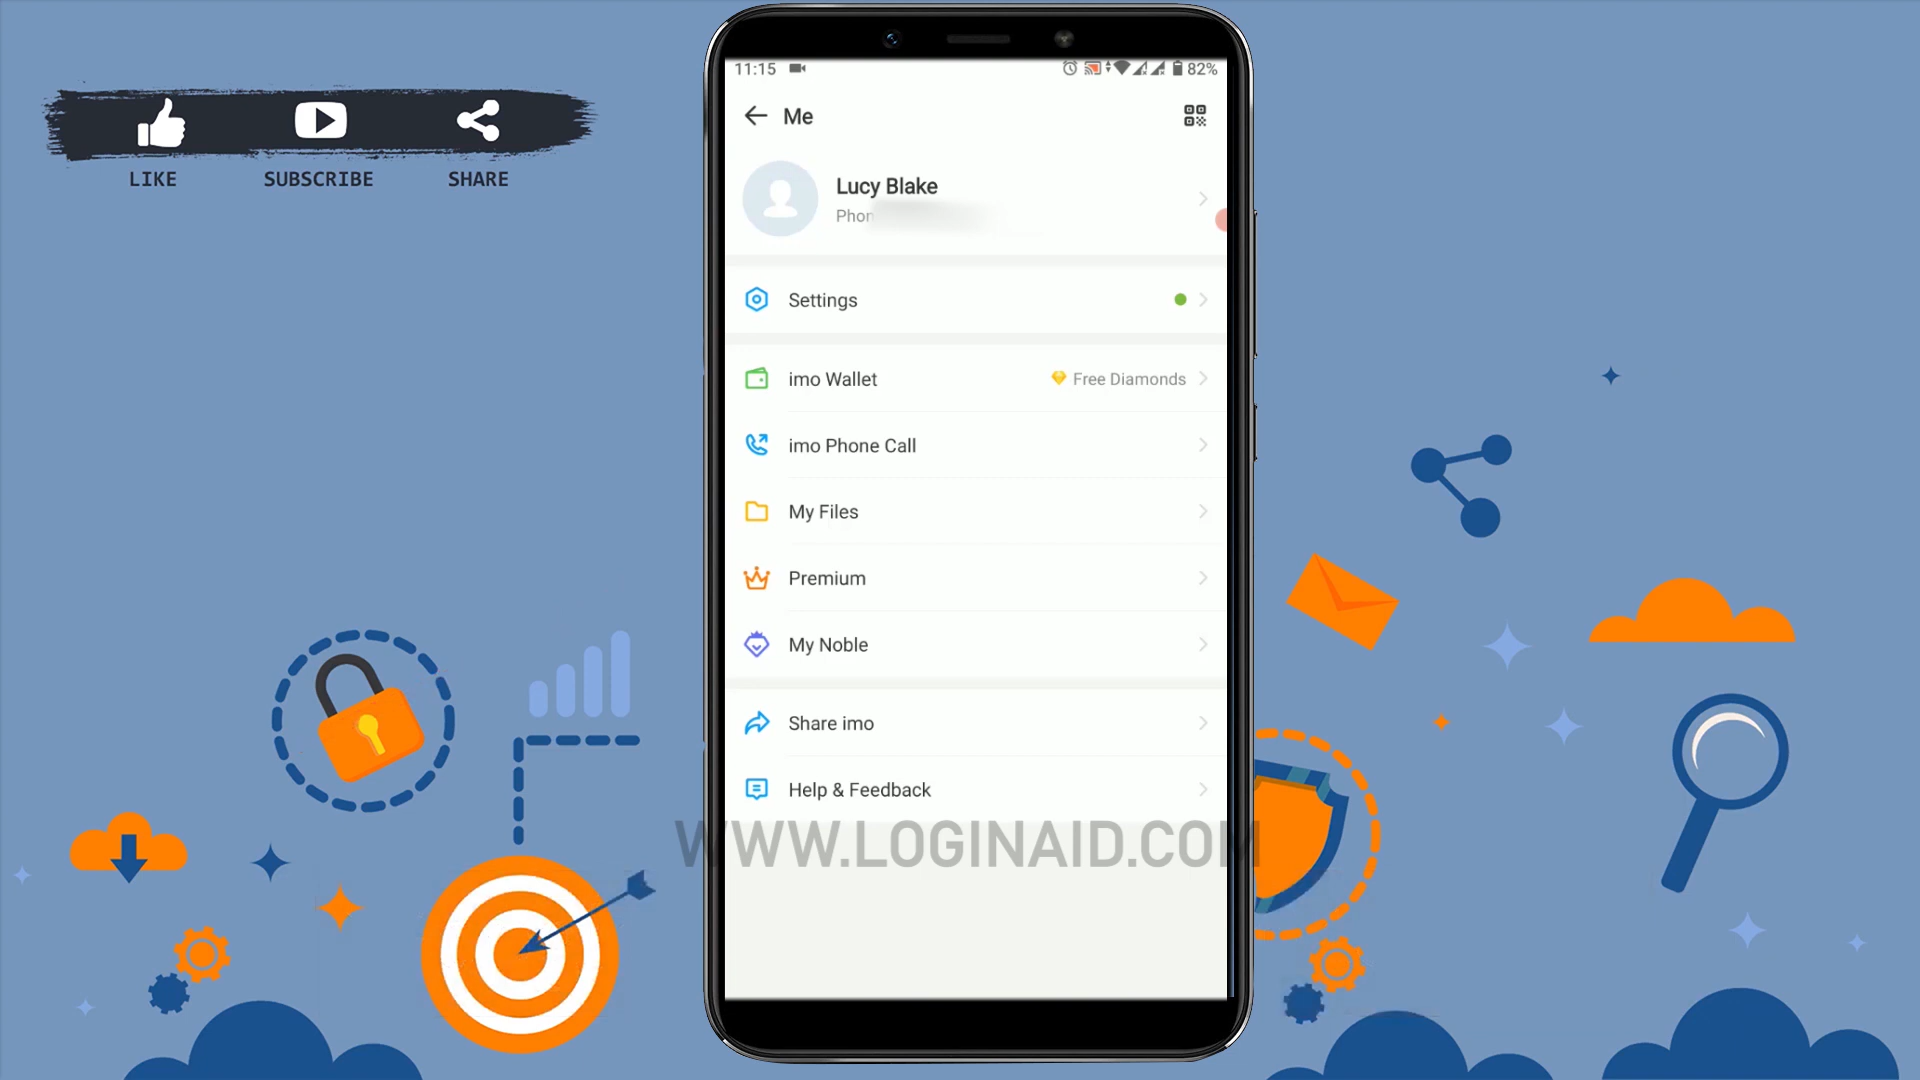 LIKE
SUBSCRIBE
SHARE
11:15
82%
Me
Lucy Blake
Settings
imo Wallet
Free Diamonds
imo Phone Call
My Files
Premium
My Noble
Share imo
Help & Feedback
WWW.LOGINAID.COM